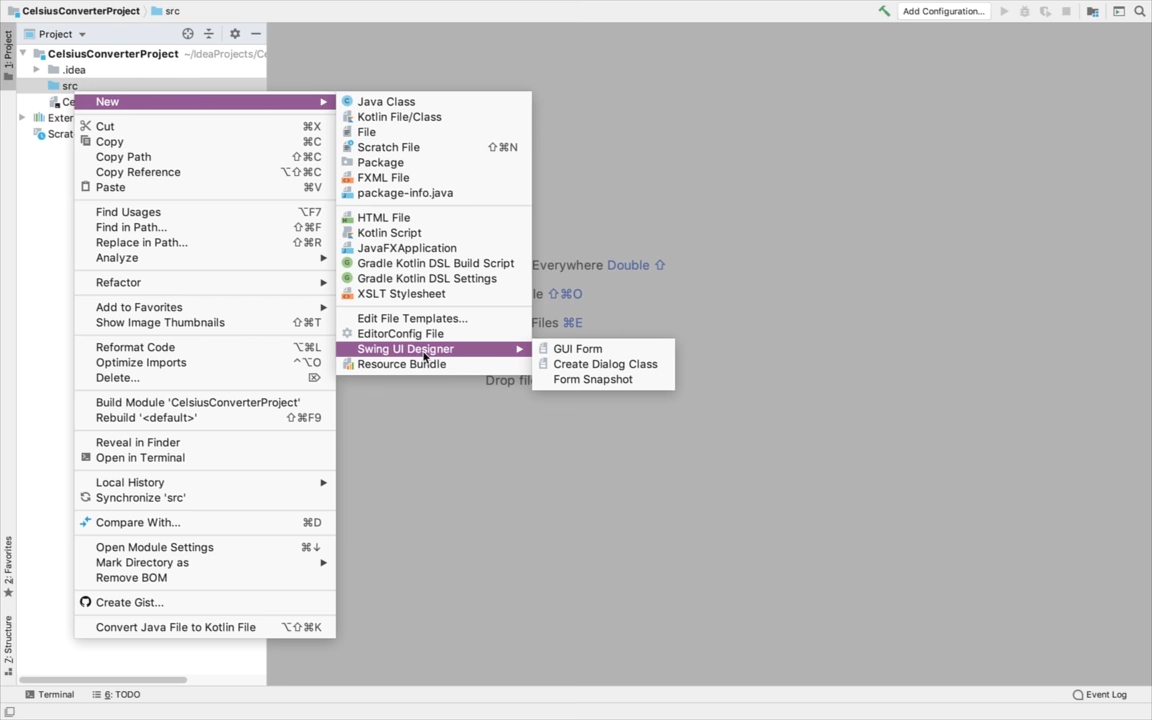 CelsiusConverterProject
src
Add Configuration...
1: Project
Project
CelsiusConverterProject ~/IdeaProjects/Ce
.idea
src
Ce
Exter
Scrat
New
Cut ⌘X
Copy ⌘C
Copy Path ⇧⌘C
Copy Reference ⌥⇧⌘C
Paste ⌘V
Find Usages ⌥F7
Find in Path... ⇧⌘F
Replace in Path... ⇧⌘R
Analyze
Refactor
Add to Favorites
Show Image Thumbnails ⇧⌘T
Reformat Code ⌥⌘L
Optimize Imports ^⌥O
Delete... ⌦
Build Module 'CelsiusConverterProject'
Rebuild '<default>' ⇧⌘F9
Reveal in Finder
Open in Terminal
Local History
Synchronize 'src'
Compare With... ⌘D
Open Module Settings ⌘↓
Mark Directory as
Remove BOM
Create Gist...
Convert Java File to Kotlin File ⌥⇧⌘K
Java Class
Kotlin File/Class
File
Scratch File ⇧⌘N
Package
FXML File
package-info.java
HTML File
Kotlin Script
JavaFXApplication
Gradle Kotlin DSL Build Script
Gradle Kotlin DSL Settings
XSLT Stylesheet
Edit File Templates...
EditorConfig File
Swing UI Designer
Resource Bundle
GUI Form
Create Dialog Class
Form Snapshot
Everywhere Double ⇧
le ⇧⌘O
Files ⌘E
Drop file
2: Favorites
7: Structure
Terminal
6: TODO
Event Log